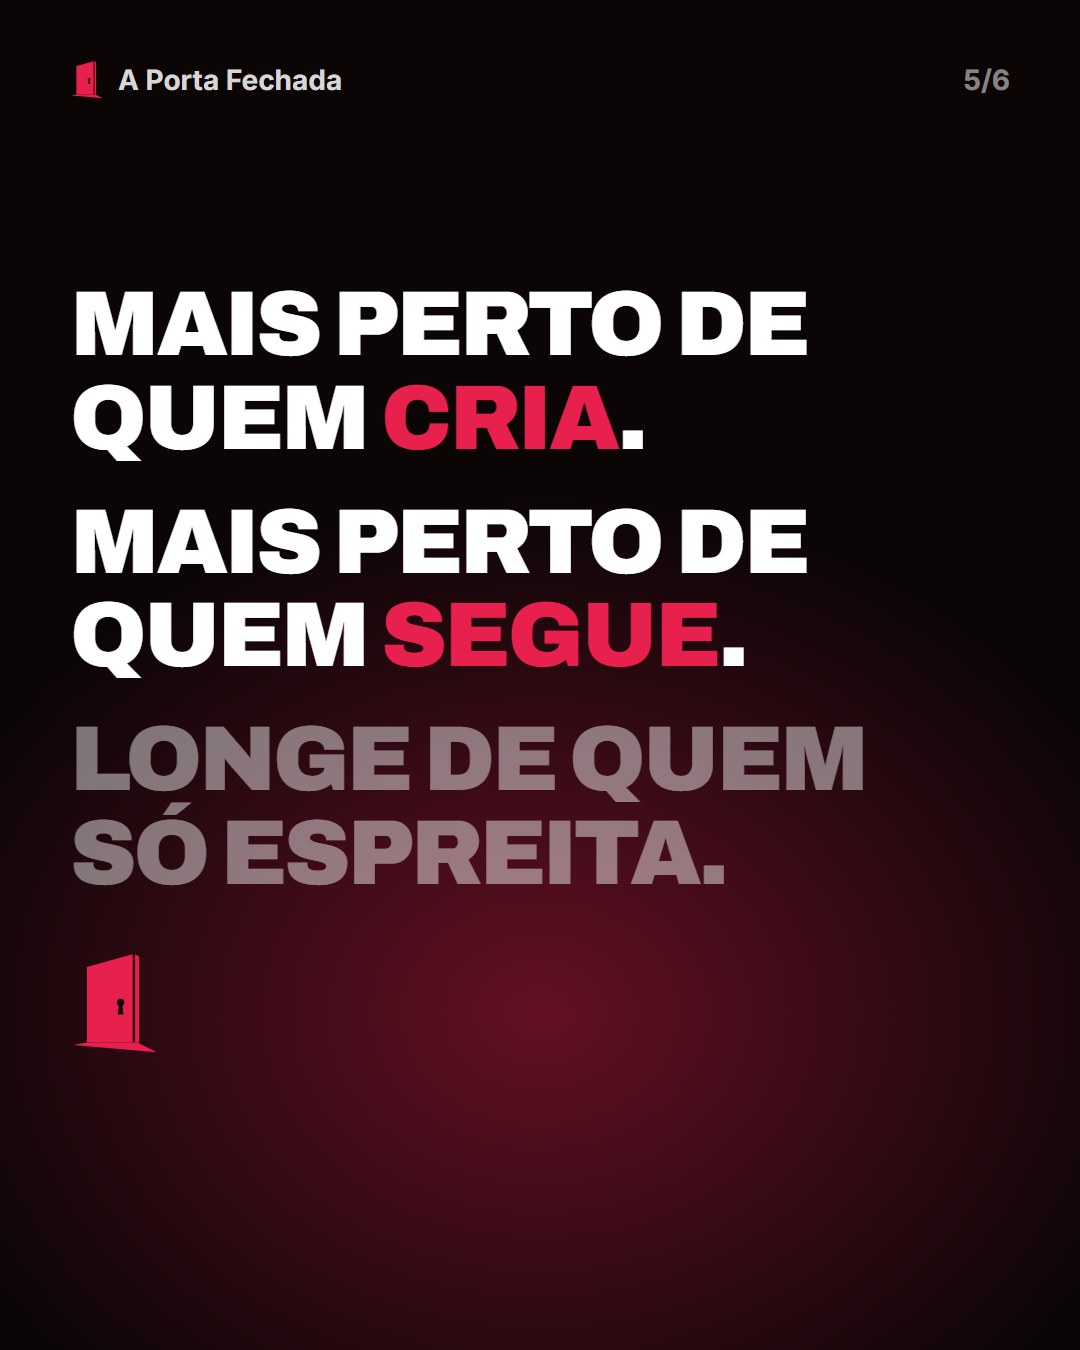 A Porta Fechada
5/6
MAIS PERTO DE
QUEM CRIA.
MAIS PERTO DE
QUEM SEGUE.
LONGE DE QUEM
SÓ ESPREITA.